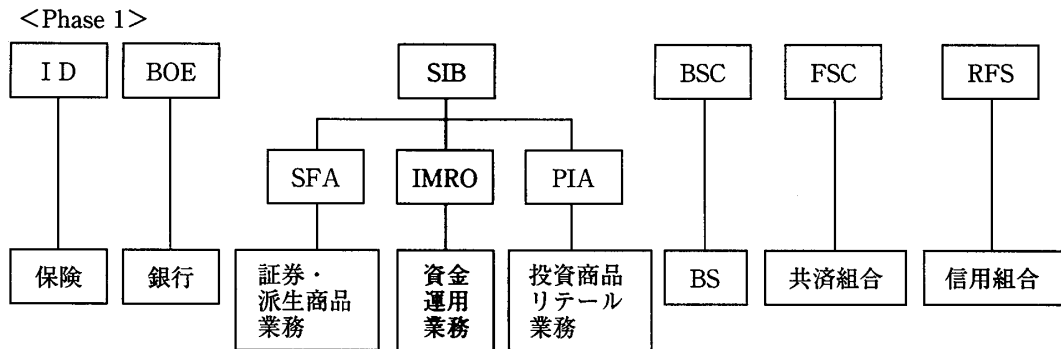 <Phase 1>
ID
BOE
SIB
BSC
FSC
RFS
SFA
IMRO
PIA
保険
銀行
証券・
派生商品
業務
資金
運用
業務
投資商品
リテール
業務
BS
共済組合
信用組合